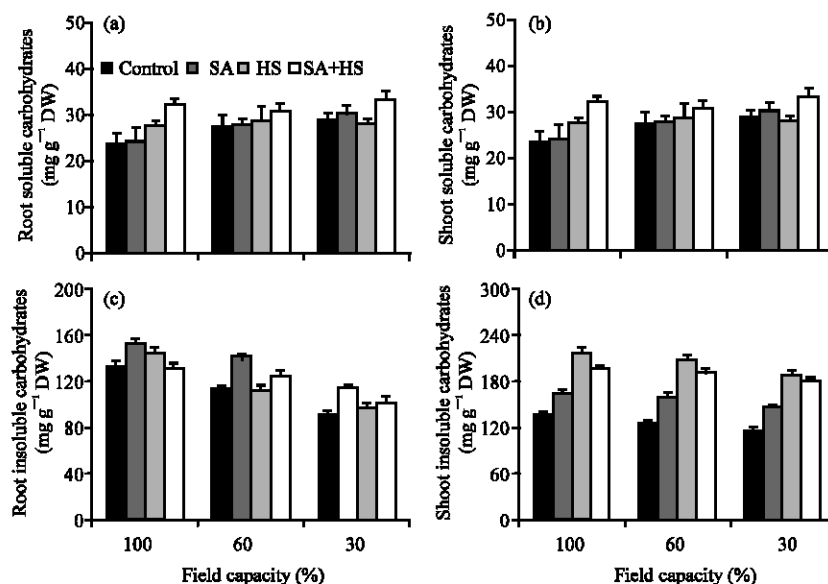 (a)
50
40
30
20
10
0
Root soluble carbohydrates
(mg g⁻¹ DW)
Control SA HS SA+HS
(b)
50
40
30
20
10
0
Shoot soluble carbohydrates
(mg g⁻¹ DW)
(c)
200
160
120
80
40
0
Root insoluble carbohydrates
(mg g⁻¹ DW)
100 60 30
Field capacity (%)
(d)
300
240
180
120
60
0
Shoot insoluble carbohydrates
(mg g⁻¹ DW)
100 60 30
Field capacity (%)